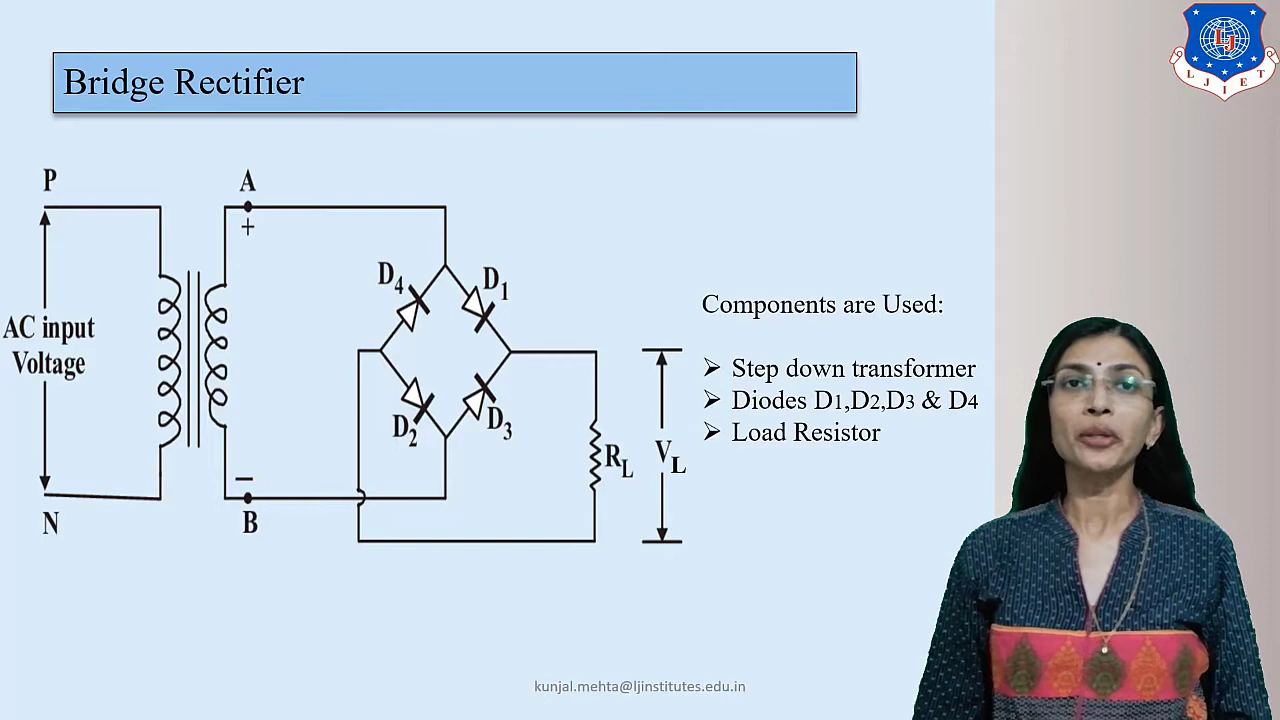 Bridge Rectifier
P
A
+
D4
D1
AC input
Voltage
D2
D3
RL
VL
−
N
B
Components are Used:
➢ Step down transformer
➢ Diodes D1,D2,D3 & D4
➢ Load Resistor
kunjal.mehta@ljinstitutes.edu.in
LJ
L J I E T